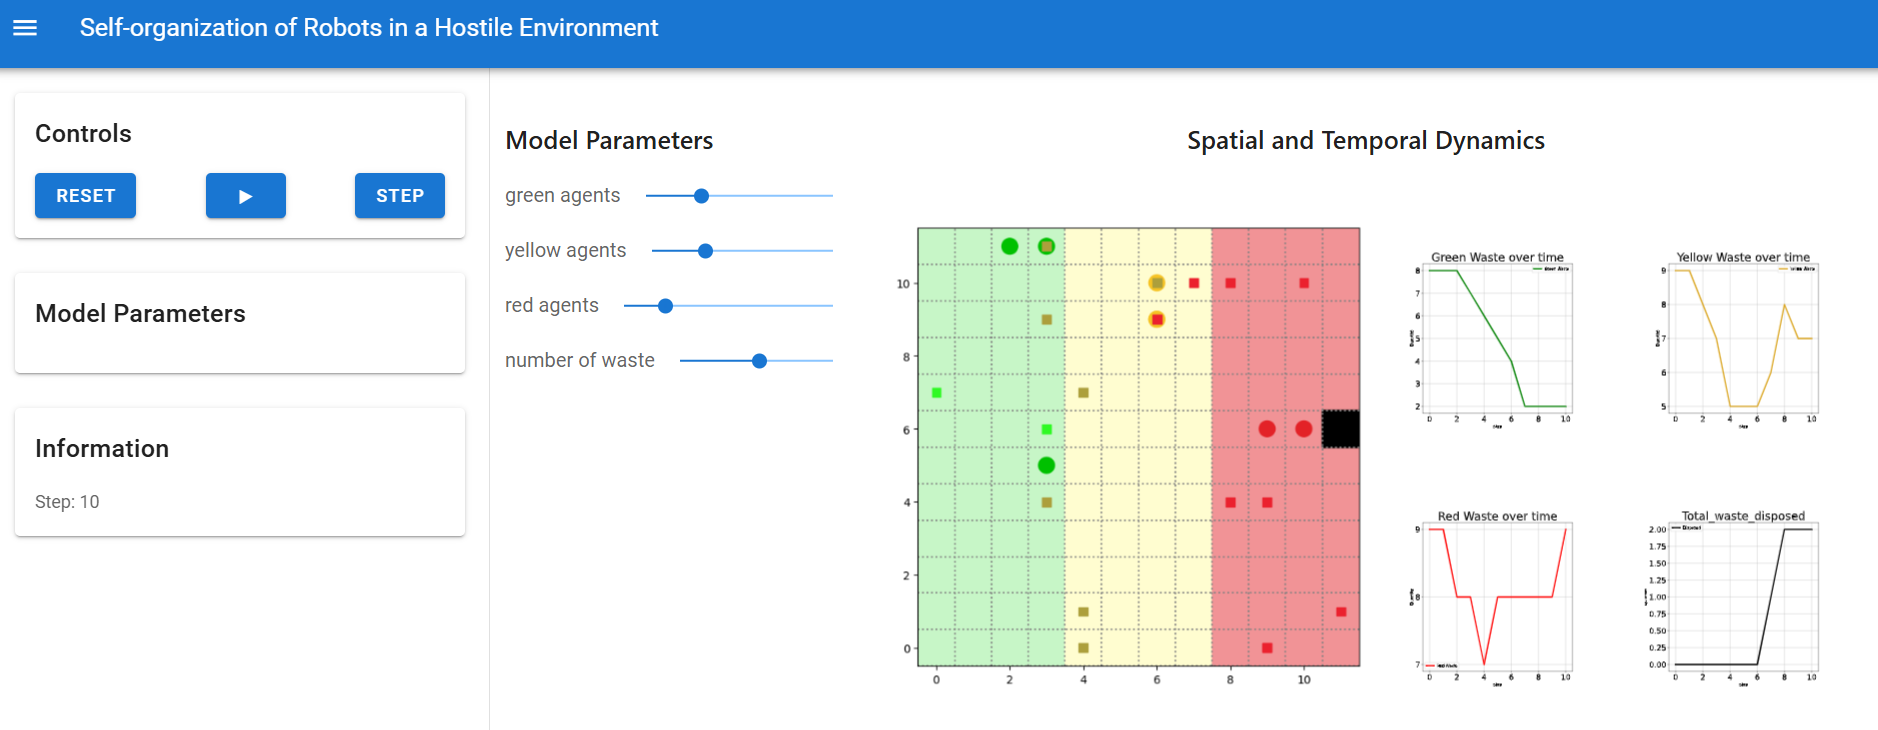 Self-organization of Robots in a Hostile Environment
Controls
RESET
STEP
Model Parameters
Information
Step: 10
Model Parameters
green agents
yellow agents
red agents
number of waste
Spatial and Temporal Dynamics
10
8
6
4
2
0
0 2 4 6 8 10
Green Waste over time
8
7
6
5
4
3
2
0 2 4 6 8 10
Yellow Waste over time
9
8
7
6
5
0 2 4 6 8 10
Red Waste over time
9
8
7
0 2 4 6 8 10
Total_waste_disposed
2.00
1.75
1.50
1.25
1.00
0.75
0.50
0.25
0.00
0 2 4 6 8 10